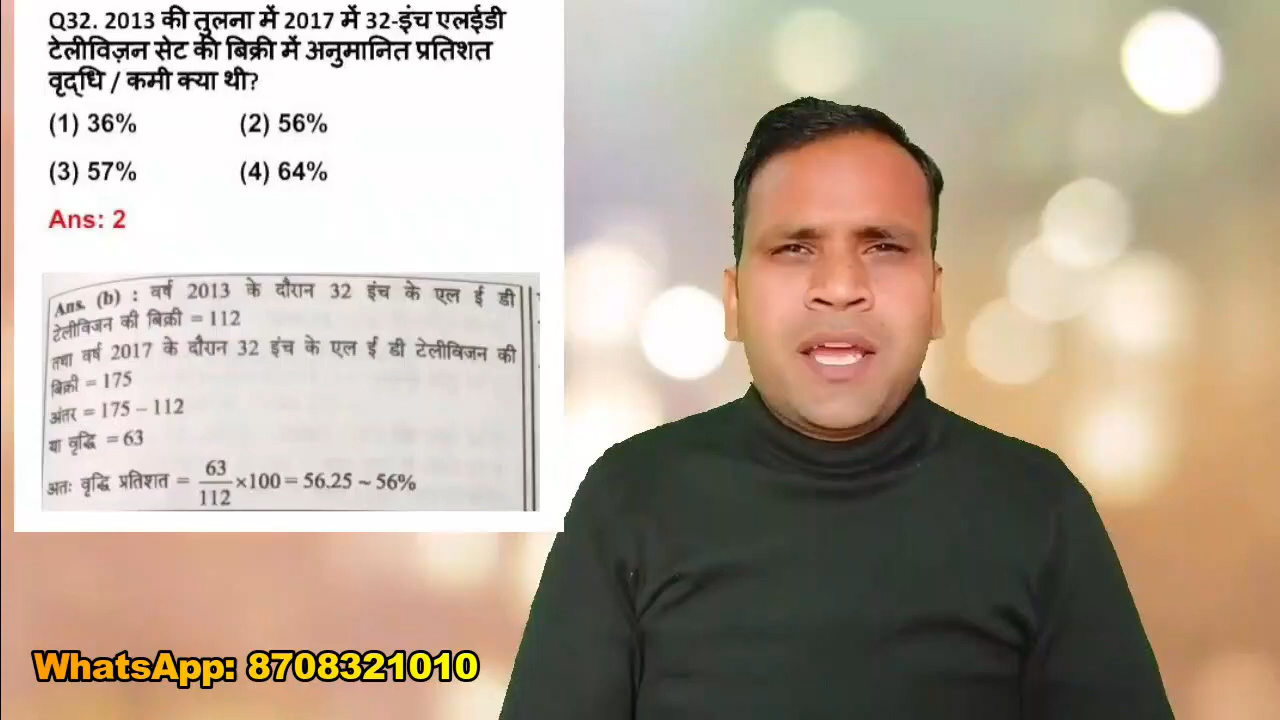 Q32. 2013 की तुलना में 2017 में 32-इंच एलईडी
टेलीविज़न सेट की बिक्री में अनुमानित प्रतिशत
वृद्धि / कमी क्या थी?
(1) 36% (2) 56%
(3) 57% (4) 64%
Ans: 2
Ans. (b) : वर्ष 2013 के दौरान 32 इंच के एल ई डी
टेलीविजन की बिक्री = 112
तथा वर्ष 2017 के दौरान 32 इंच के एल ई डी टेलीविजन की
बिक्री = 175
अंतर = 175 – 112
या वृद्धि = 63
अतः वृद्धि प्रतिशत = 63/112 ×100 = 56.25 ~ 56%
WhatsApp: 8708321010